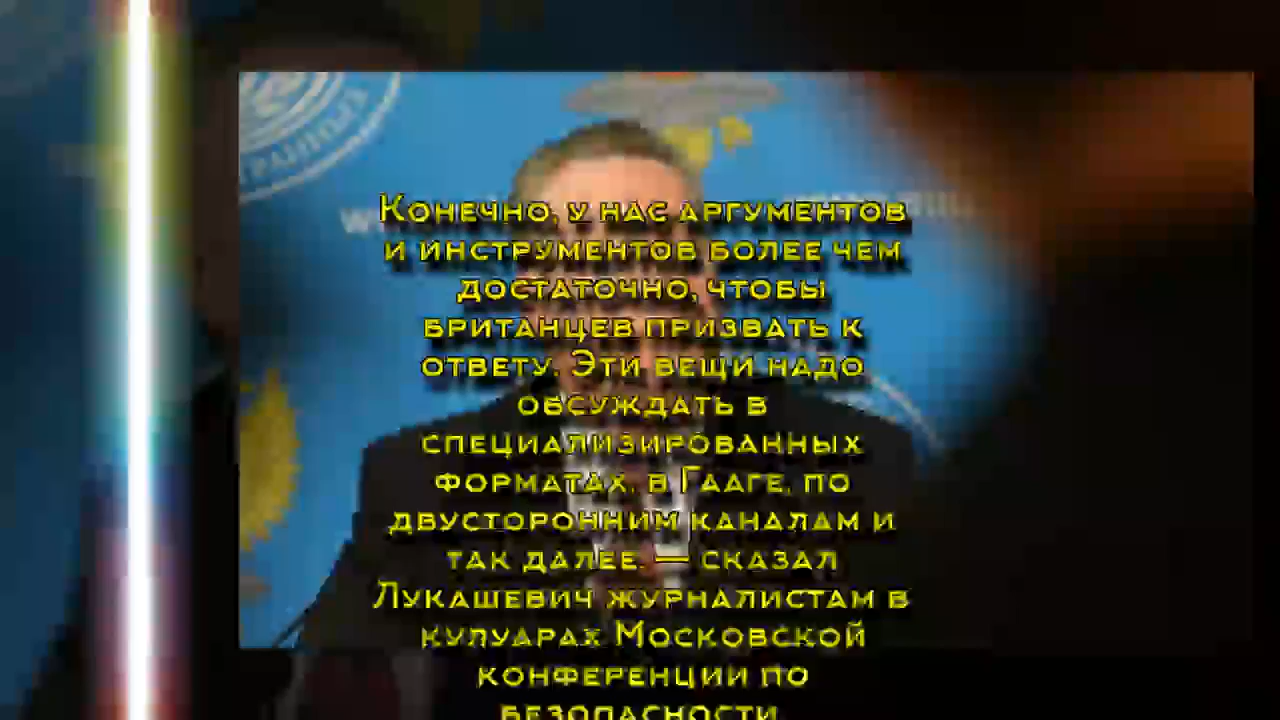 Конечно, у нас аргументов
и инструментов более чем
достаточно, чтобы
британцев призвать к
ответу. Эти вещи надо
обсуждать в
специализированных
форматах, в Гааге, по
двусторонним каналам и
так далее, — сказал
Лукашевич журналистам в
кулуарах Московской
конференции по
безопасности.